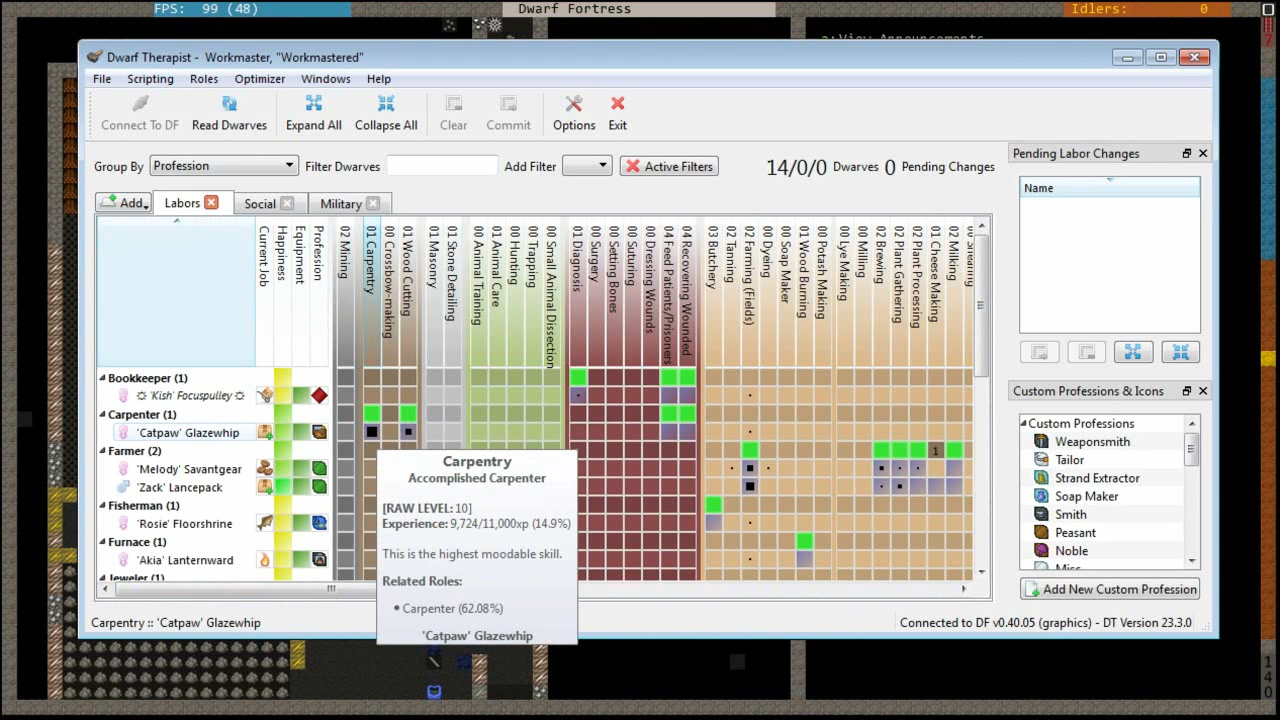 FPS: 99 (48)
Dwarf Fortress
Idlers: 0
a:View Announcements
Dwarf Therapist - Workmaster, "Workmastered"
File Scripting Roles Optimizer Windows Help
Connect To DF Read Dwarves Expand All Collapse All Clear Commit Options Exit
Group By Profession Filter Dwarves Add Filter Active Filters 14/0/0 Dwarves 0 Pending Changes
Add Labors Social Military
Current Job
Happiness
Equipment
Profession
02 Mining
01 Carpentry
00 Crossbow-making
01 Wood Cutting
01 Masonry
01 Stone Detailing
00 Animal Training
01 Animal Care
00 Hunting
00 Trapping
00 Small Animal Dissection
01 Diagnosis
00 Surgery
00 Setting Bones
00 Suturing
00 Dressing Wounds
04 Feed Patients/Prisoners
04 Recovering Wounded
03 Butchery
02 Tanning
02 Farming (Fields)
00 Dyeing
00 Soap Maker
01 Wood Burning
00 Potash Making
00 Lye Making
00 Milling
02 Brewing
02 Plant Gathering
02 Plant Processing
01 Cheese Making
02 Milking
Bookkeeper (1)
☼ 'Kish' Focuspulley ☼
Carpenter (1)
'Catpaw' Glazewhip
Farmer (2)
1
'Melody' Savantgear
'Zack' Lancepack
Fisherman (1)
'Rosie' Floorshrine
Furnace (1)
'Akia' Lanternward
Jeweler (1)
Carpentry
Accomplished Carpenter
[RAW LEVEL: 10]
Experience: 9,724/11,000xp (14.9%)
This is the highest moodable skill.
Related Roles:
• Carpenter (62.08%)
'Catpaw' Glazewhip
Pending Labor Changes
Name
Custom Professions & Icons
Custom Professions
Weaponsmith
Tailor
Strand Extractor
Soap Maker
Smith
Peasant
Noble
Misc
Add New Custom Profession
Carpentry :: 'Catpaw' Glazewhip
Connected to DF v0.40.05 (graphics) - DT Version 23.3.0